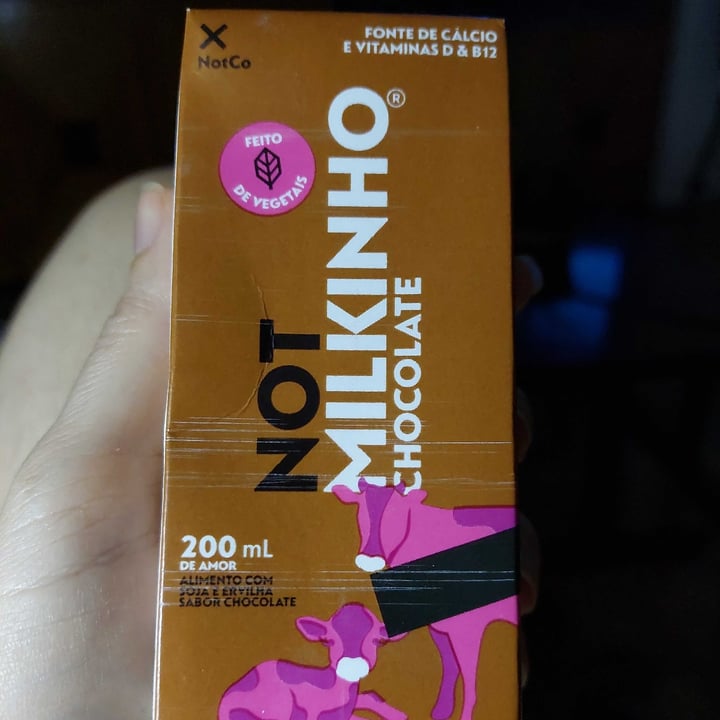 NotCo
FONTE DE CÁLCIO
E VITAMINAS D & B12
FEITO
DE VEGETAIS
NOT
MILKINHO®
CHOCOLATE
200 mL
DE AMOR
ALIMENTO COM
SOJA E ERVILHA
SABOR CHOCOLATE